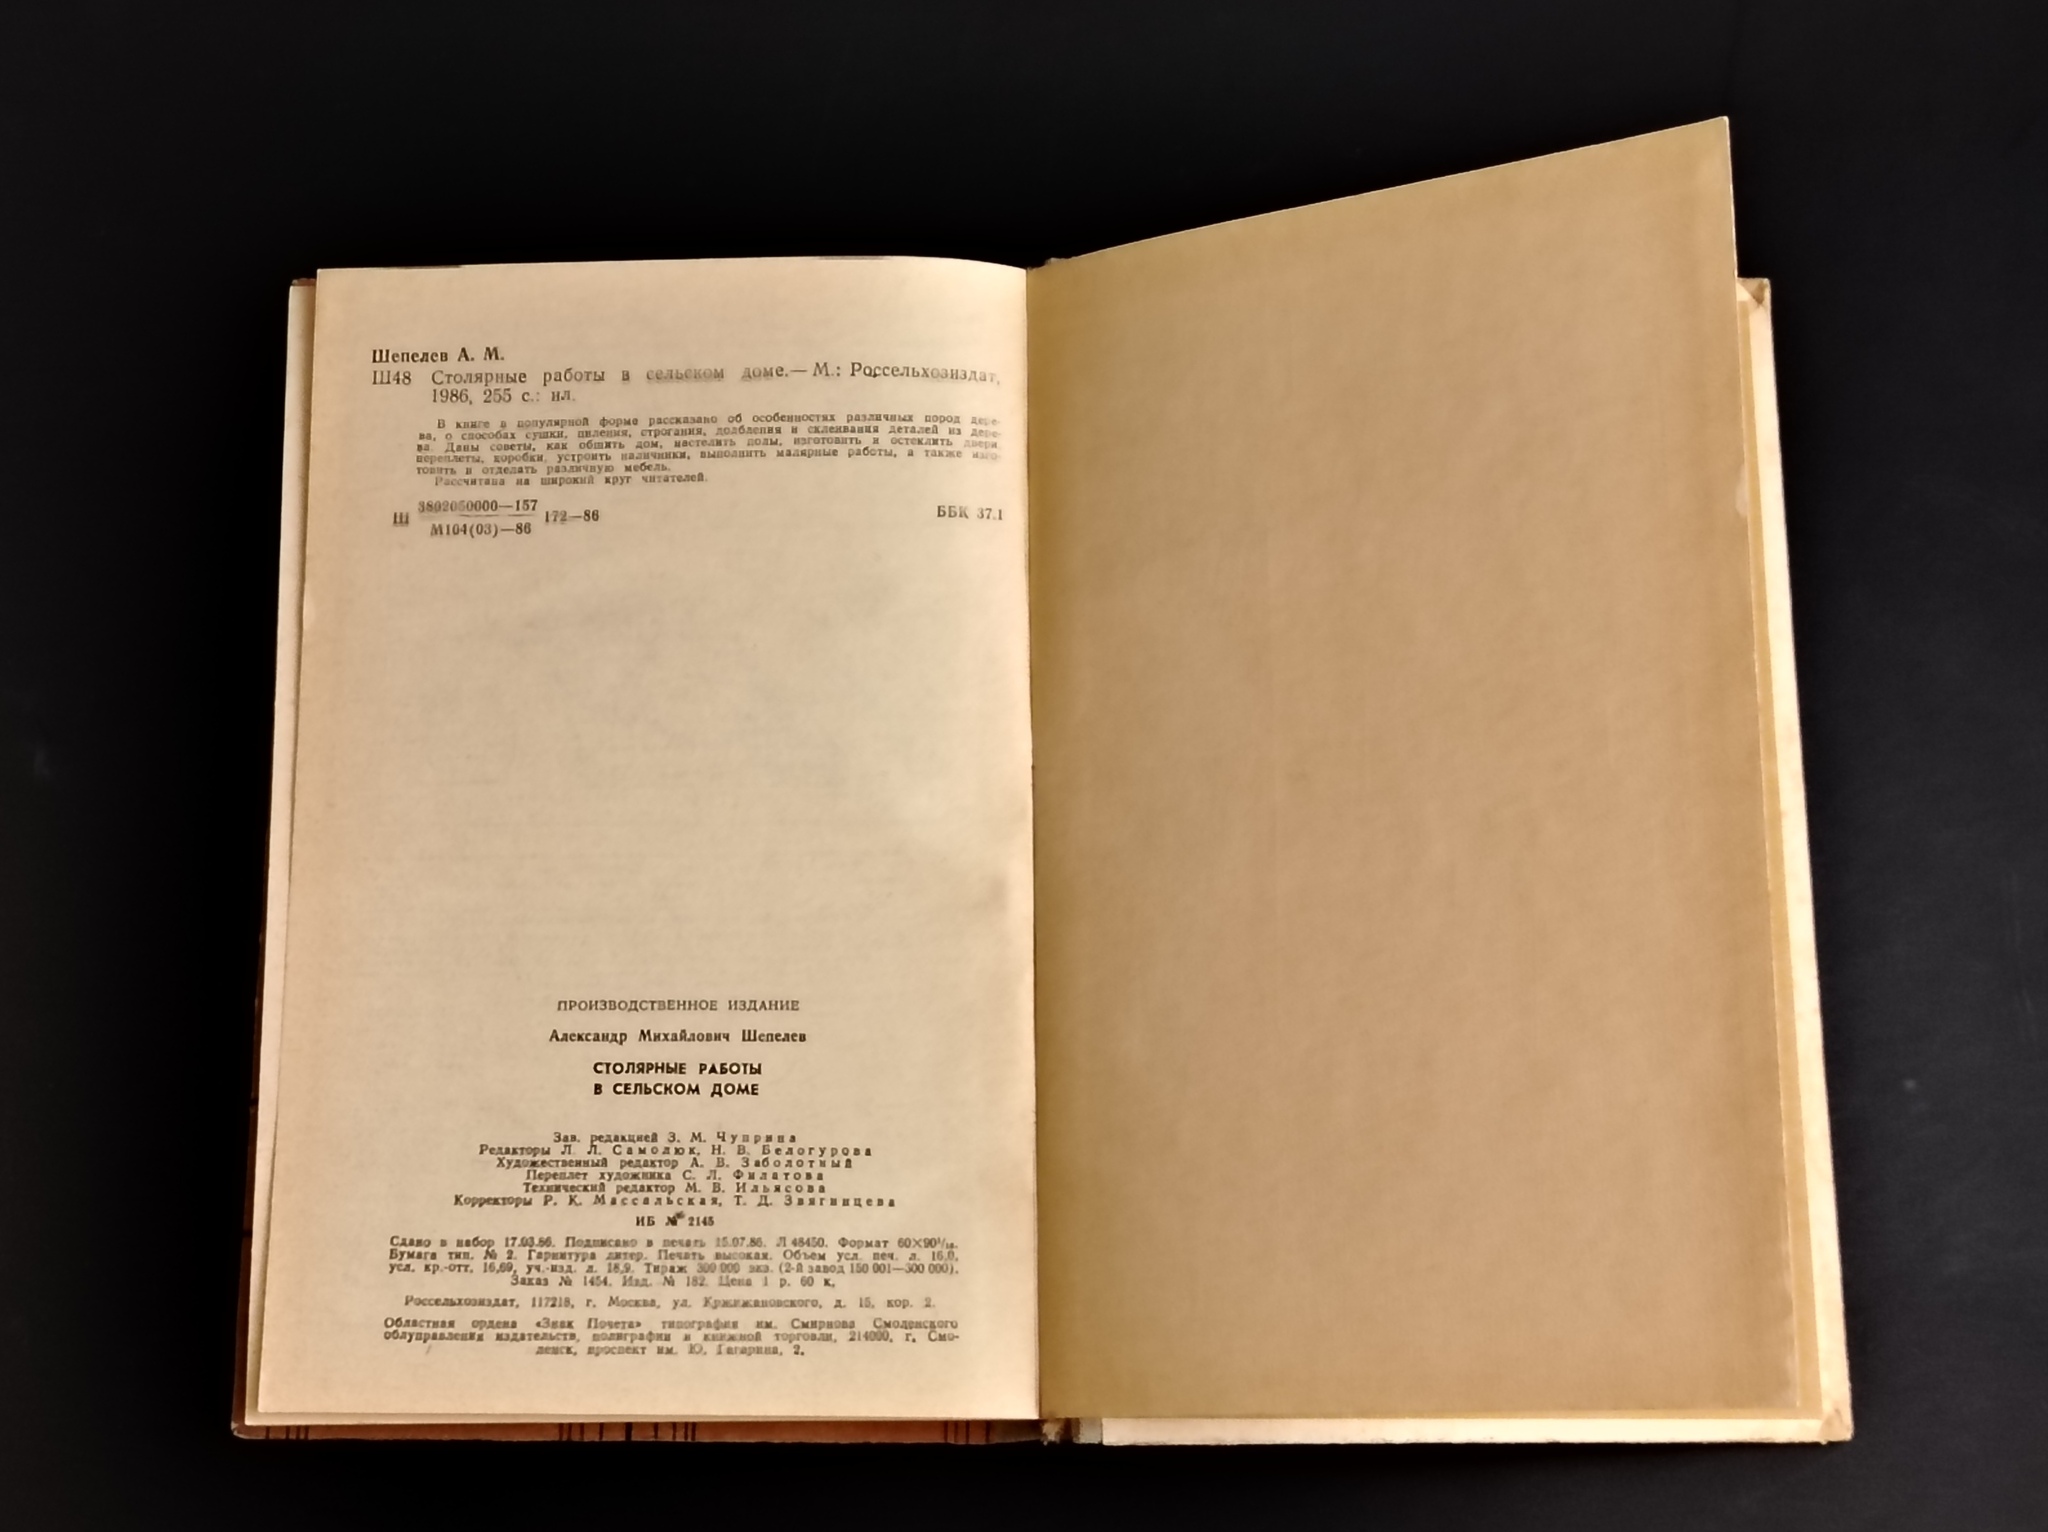 Шепелев А. М.
Ш48 Столярные работы в сельском доме.— М.: Россельхозиздат,
1986, 255 с.: ил.
В книге в популярной форме рассказано об особенностях различных пород дере-
ва, о способах сушки, пиления, строгания, долбления и склеивания деталей из дере-
ва. Даны советы, как обшить дом, настелить полы, изготовить и остеклить двери,
переплеты, коробки, устроить наличники, выполнить малярные работы, а также изго-
товить и отделать различную мебель.
Рассчитана на широкий круг читателей.
Ш 3802050000—157 172—86 ББК 37.1
М104(03)—86
ПРОИЗВОДСТВЕННОЕ ИЗДАНИЕ
Александр Михайлович Шепелев
СТОЛЯРНЫЕ РАБОТЫ
В СЕЛЬСКОМ ДОМЕ
Зав. редакцией З. М. Чуприна
Редакторы Л. Л. Самолюк, Н. В. Белогурова
Художественный редактор А. В. Заболотный
Переплет художника С. Л. Филатова
Технический редактор М. В. Ильясова
Корректоры Р. К. Массальская, Т. Д. Звягинцева
ИБ № 2145
Сдано в набор 17.03.86. Подписано в печать 15.07.86. Л 48450. Формат 60×90¹/₁₆.
Бумага тип. № 2. Гарнитура литер. Печать высокая. Объем усл. печ. л. 16,0,
усл. кр.-отт. 16,69, уч.-изд. л. 18,9. Тираж 300 000 экз. (2-й завод 150 001—300 000).
Заказ № 1454. Изд. № 182. Цена 1 р. 60 к.
Россельхозиздат, 117218, г. Москва, ул. Кржижановского, д. 15, кор. 2.
Областная ордена «Знак Почета» типография им. Смирнова Смоленского
облуправления издательств, полиграфии и книжной торговли, 214000, г. Смо-
ленск, проспект им. Ю. Гагарина, 2.